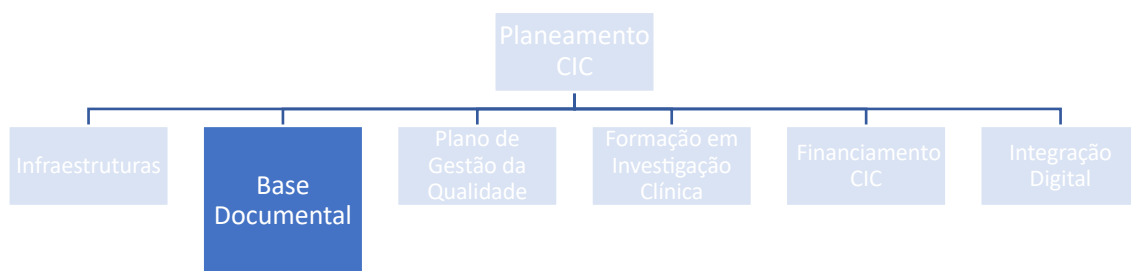 Planeamento
CIC
Infraestruturas
Base
Documental
Plano de
Gestão da
Qualidade
Formação em
Investigação
Clínica
Financiamento
CIC
Integração
Digital